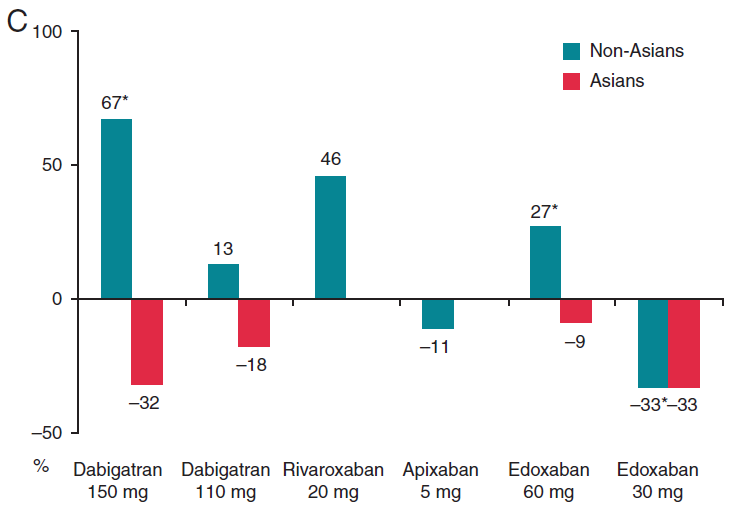 C
100
Non-Asians
Asians
67*
50
46
27*
13
0
–11
–9
–18
–32
–33*–33
–50
%
Dabigatran Dabigatran Rivaroxaban Apixaban Edoxaban Edoxaban
150 mg 110 mg 20 mg 5 mg 60 mg 30 mg